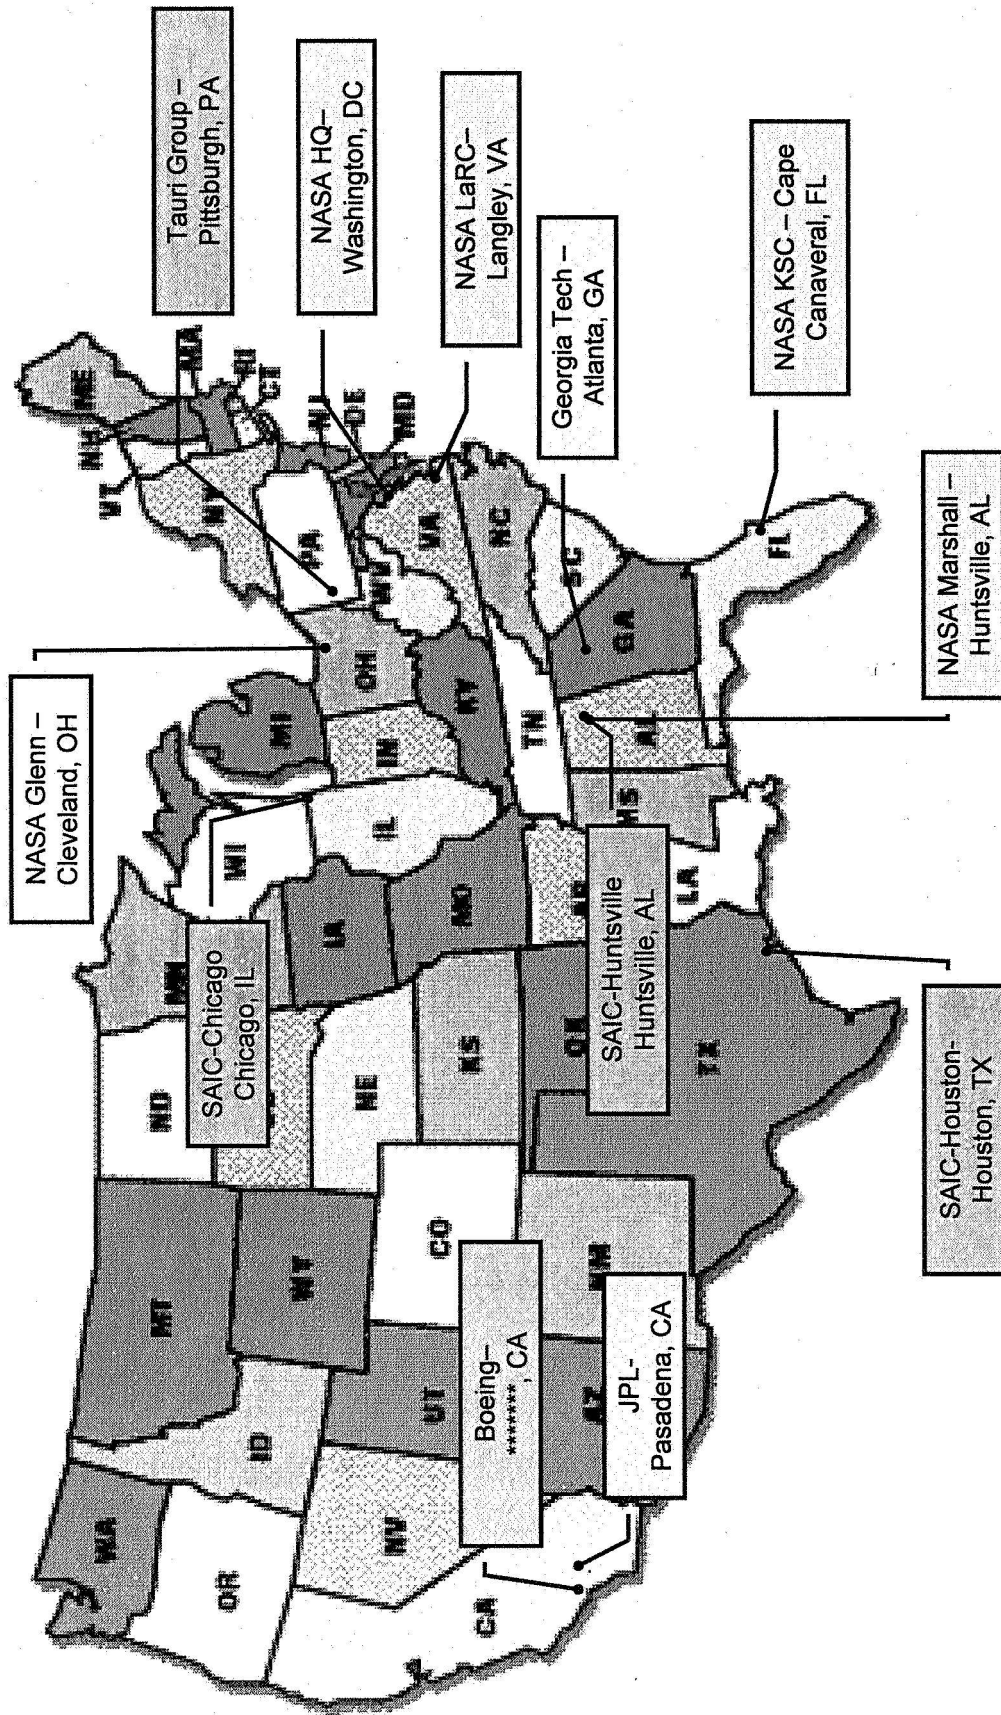 NASA Glenn –
Cleveland, OH
Tauri Group –
Pittsburgh, PA
NASA HQ–
Washington, DC
NASA LaRC–
Langley, VA
Georgia Tech –
Atlanta, GA
NASA KSC – Cape
Canaveral, FL
NASA Marshall –
Huntsville, AL
SAIC-Chicago
Chicago, IL
SAIC-Huntsville
Huntsville, AL
SAIC-Houston-
Houston, TX
Boeing–
********, CA
JPL-
Pasadena, CA
WA
OR
CA
NV
ID
MT
WY
UT
AZ
CO
NM
ND
NE
KS
OK
TX
MN
IA
MO
AR
LA
WI
IL
MI
IN
OH
KY
TN
MS
AL
GA
FL
SC
NC
VA
WV
PA
NY
VT
NH
ME
MA
RI
CT
NJ
DE
MD